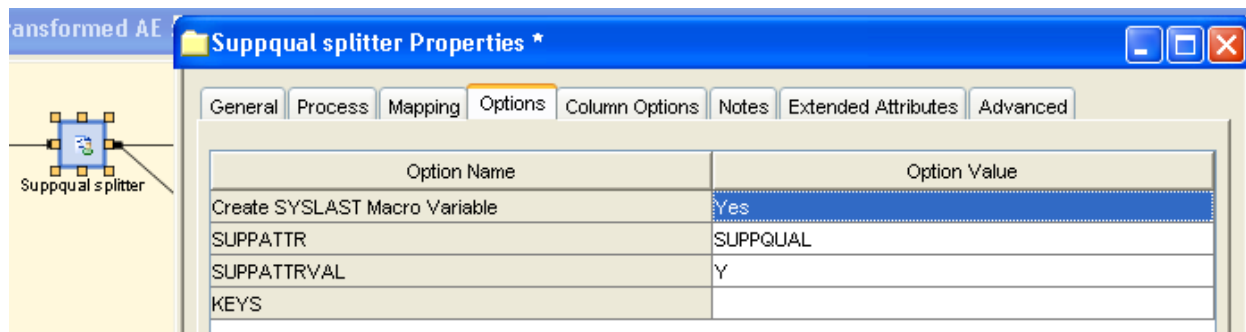 ansformed AE
Suppqual splitter Properties *
General Process Mapping Options Column Options Notes Extended Attributes Advanced
Suppqual splitter
Option Name Option Value
Create SYSLAST Macro Variable Yes
SUPPATTR SUPPQUAL
SUPPATTRVAL Y
KEYS